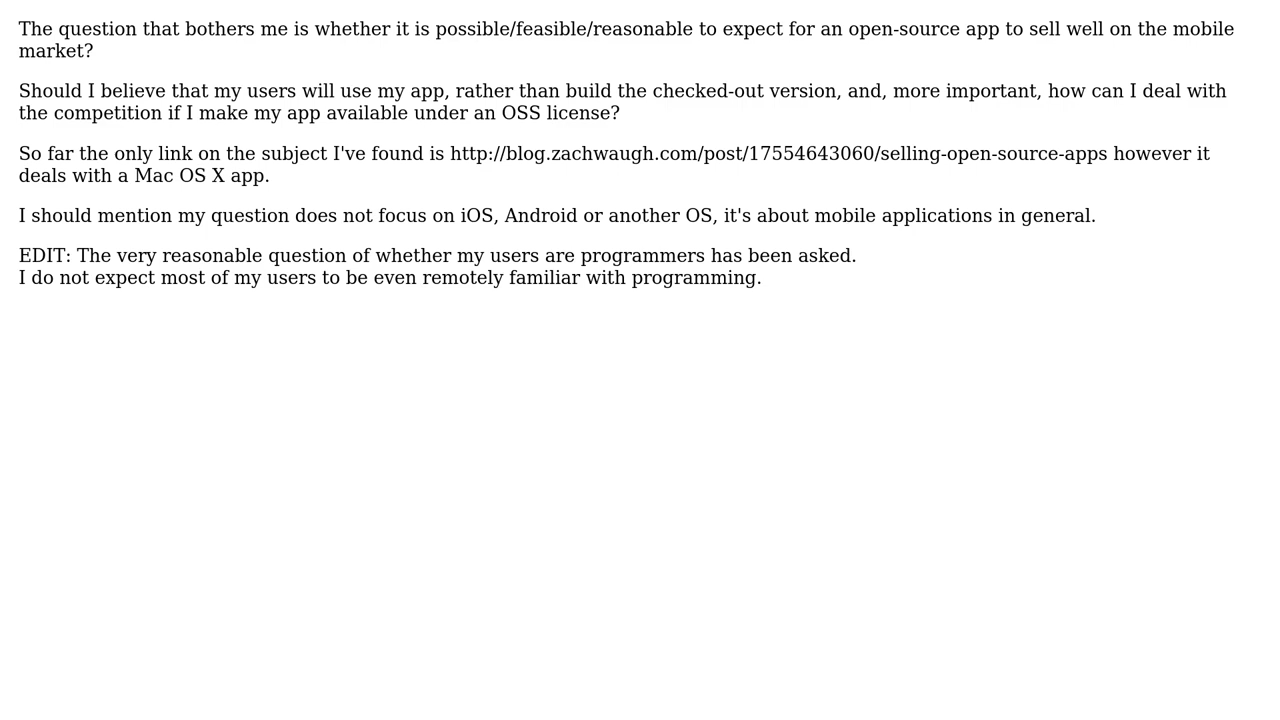 The question that bothers me is whether it is possible/feasible/reasonable to expect for an open-source app to sell well on the mobile
market?
Should I believe that my users will use my app, rather than build the checked-out version, and, more important, how can I deal with
the competition if I make my app available under an OSS license?
So far the only link on the subject I've found is http://blog.zachwaugh.com/post/17554643060/selling-open-source-apps however it
deals with a Mac OS X app.
I should mention my question does not focus on iOS, Android or another OS, it's about mobile applications in general.
EDIT: The very reasonable question of whether my users are programmers has been asked.
I do not expect most of my users to be even remotely familiar with programming.